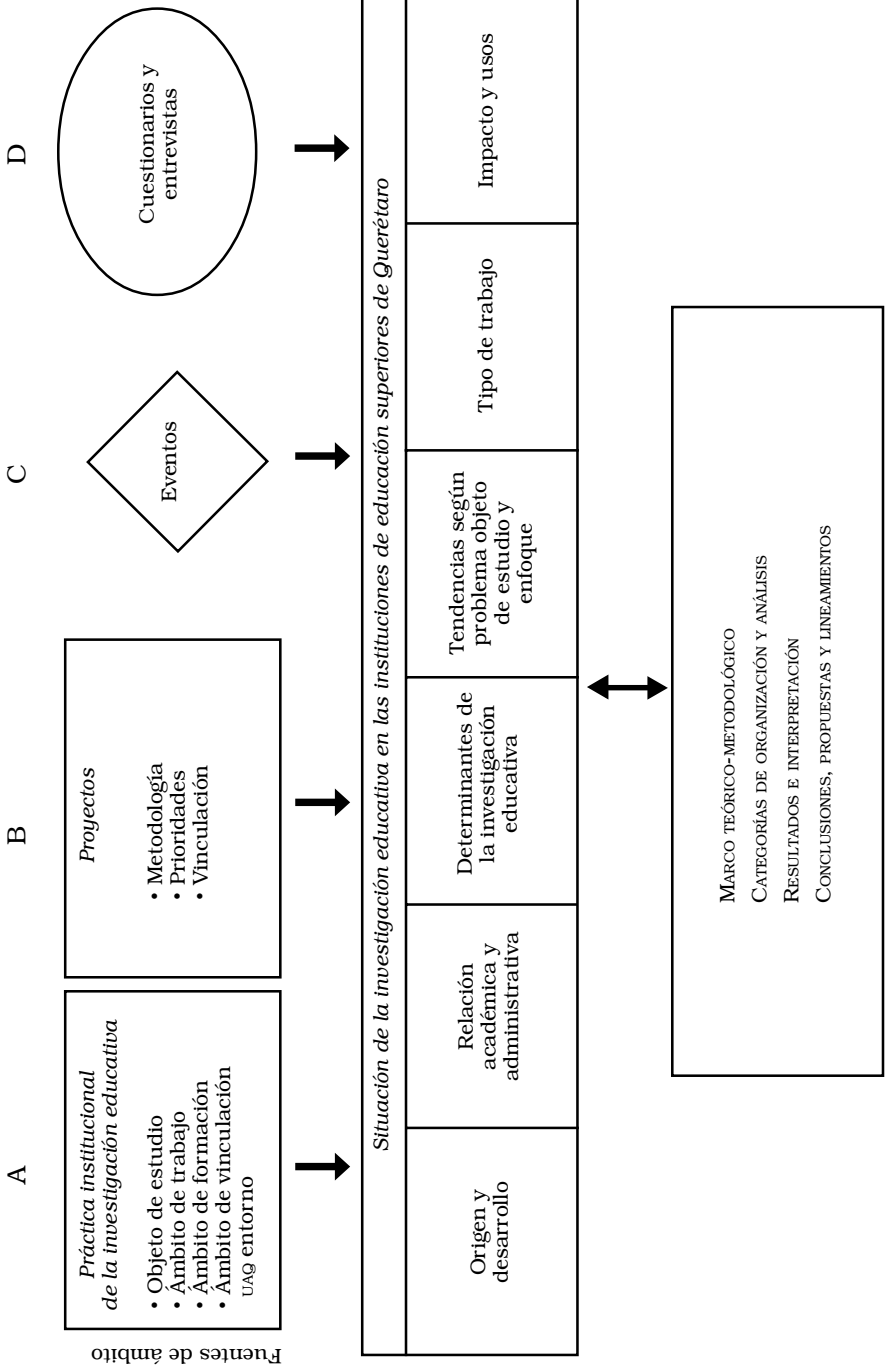 A
B
C
D
Fuentes de ámbito
Práctica institucional
de la investigación educativa
• Objeto de estudio
• Ámbito de trabajo
• Ámbito de formación
• Ámbito de vinculación
UAQ entorno
Proyectos
• Metodología
• Prioridades
• Vinculación
Eventos
Cuestionarios y
entrevistas
Situación de la investigación educativa en las instituciones de educación superiores de Querétaro
Origen y
desarrollo
Relación
académica y
administrativa
Determinantes de
la investigación
educativa
Tendencias según
problema objeto
de estudio y
enfoque
Tipo de trabajo
Impacto y usos
MARCO TEÓRICO-METODOLÓGICO
CATEGORÍAS DE ORGANIZACIÓN Y ANÁLISIS
RESULTADOS E INTERPRETACIÓN
CONCLUSIONES, PROPUESTAS Y LINEAMIENTOS